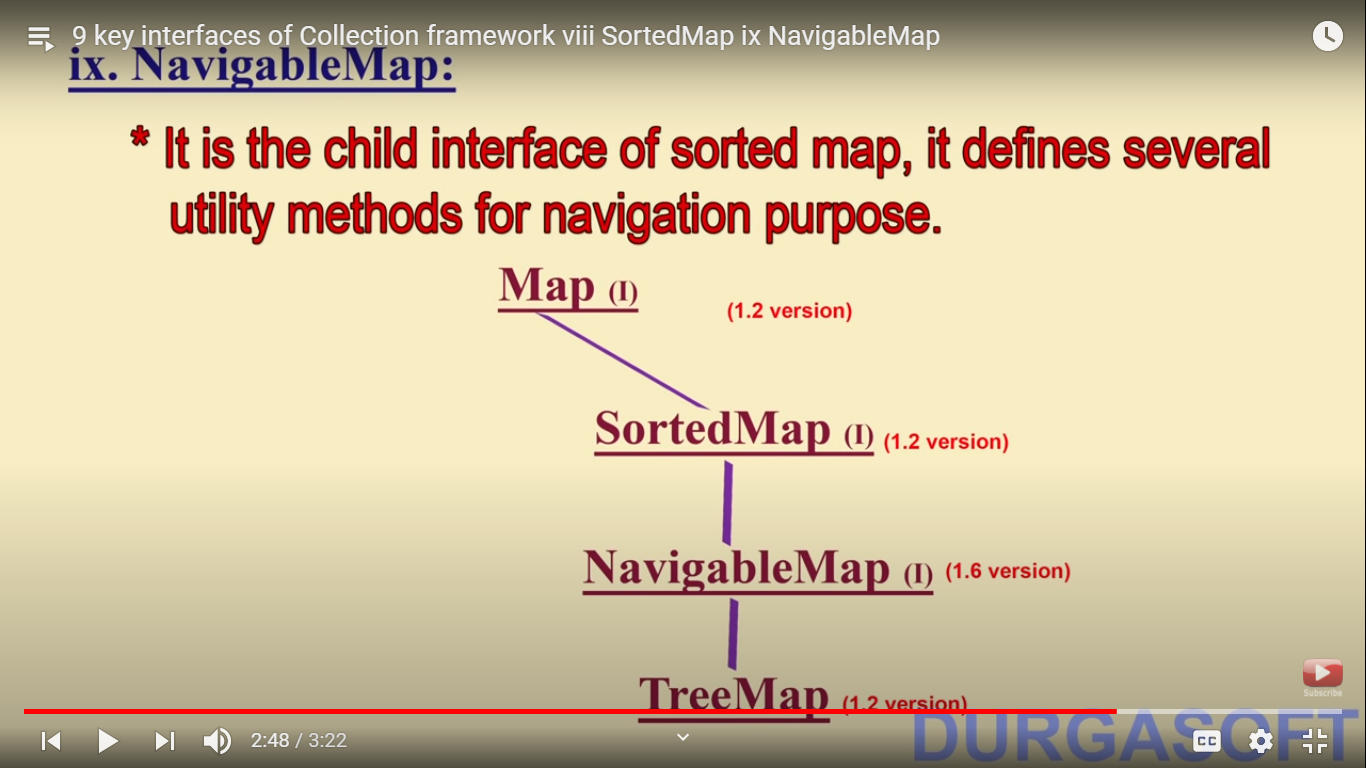 9 key interfaces of Collection framework viii SortedMap ix NavigableMap
ix. NavigableMap:
* It is the child interface of sorted map, it defines several
utility methods for navigation purpose.
Map (I)
(1.2 version)
SortedMap (I) (1.2 version)
NavigableMap (I) (1.6 version)
TreeMap (1.2 version)
Subscribe
DURGASOFT
2:48 / 3:22
CC